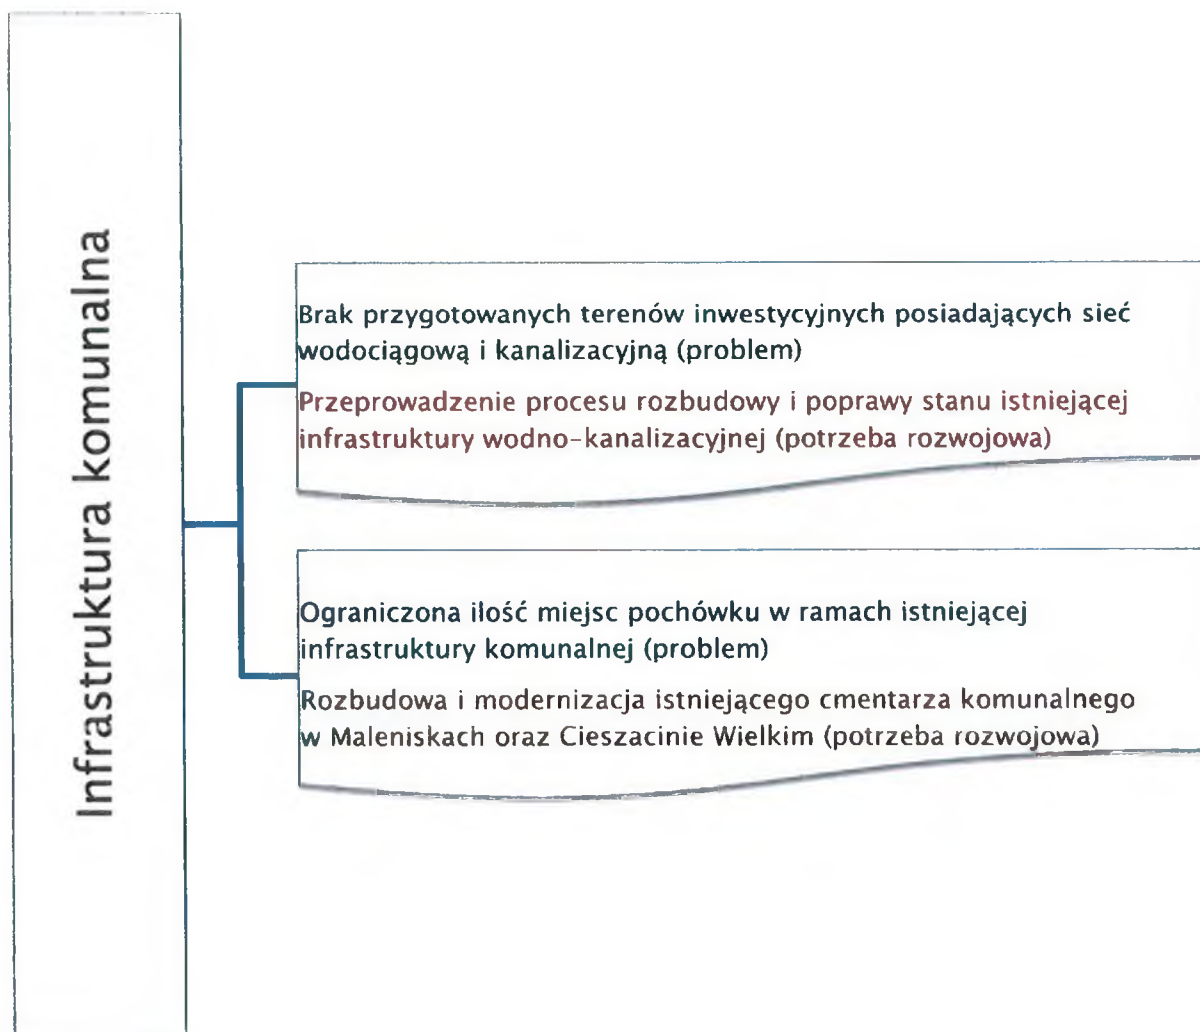 Infrastruktura komunalna
Brak przygotowanych terenów inwestycyjnych posiadających sieć
wodociągową i kanalizacyjną (problem)
Przeprowadzenie procesu rozbudowy i poprawy stanu istniejącej
infrastruktury wodno-kanalizacyjnej (potrzeba rozwojowa)
Ograniczona ilość miejsc pochówku w ramach istniejącej
infrastruktury komunalnej (problem)
Rozbudowa i modernizacja istniejącego cmentarza komunalnego
w Maleniskach oraz Cieszacinie Wielkim (potrzeba rozwojowa)